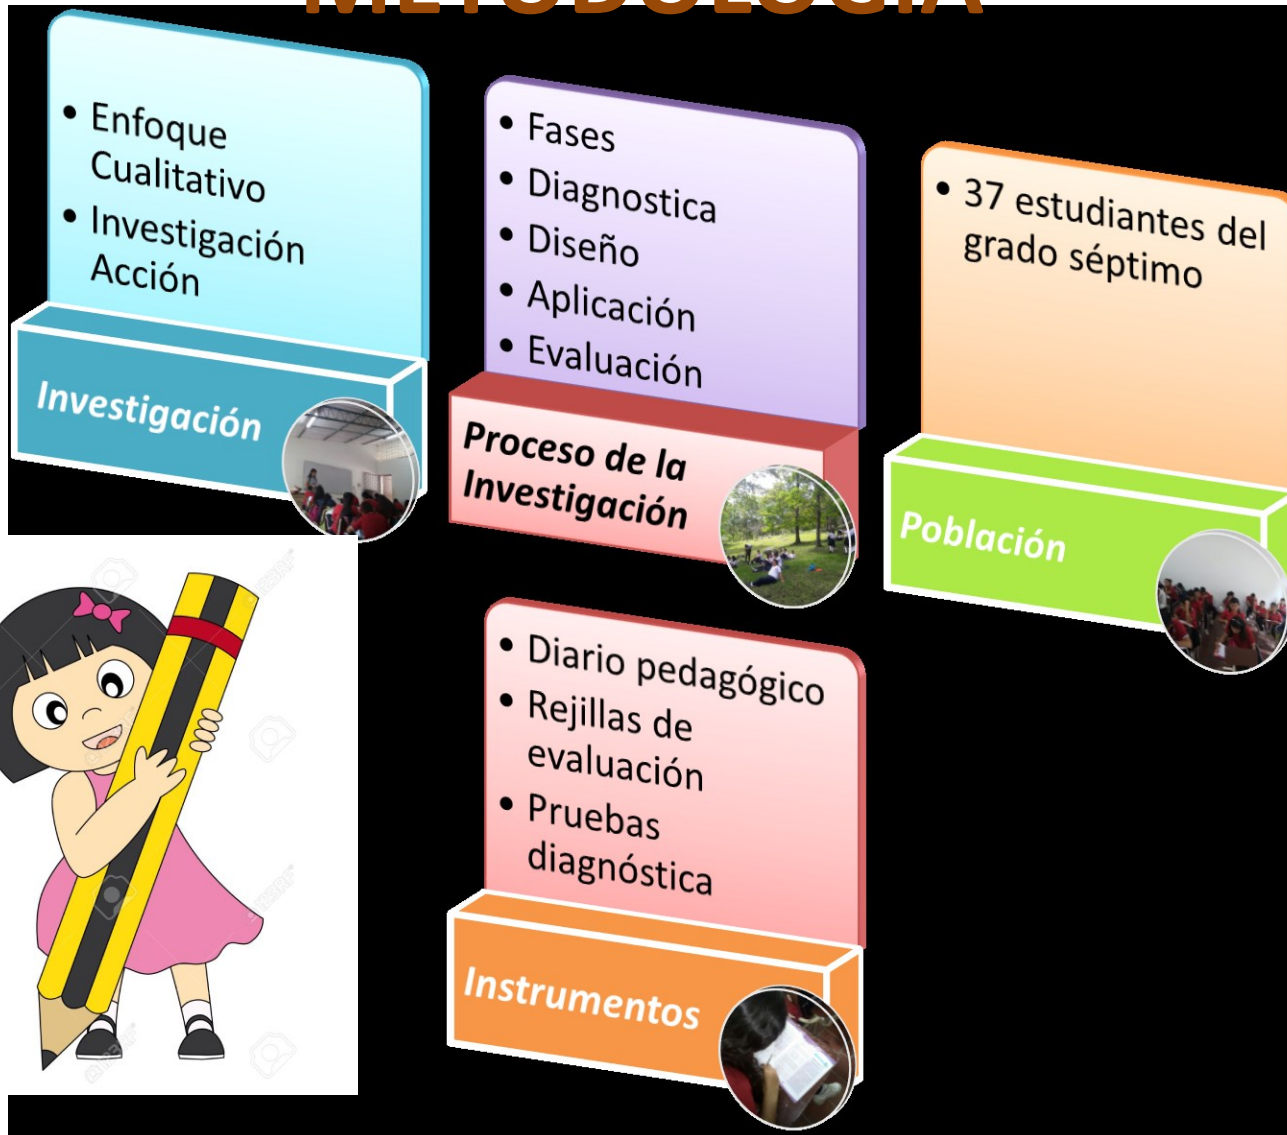 METODOLOGÍA
• Enfoque
Cualitativo
• Investigación
Acción
Investigación
• Fases
• Diagnostica
• Diseño
• Aplicación
• Evaluación
Proceso de la
Investigación
• 37 estudiantes del
grado séptimo
Población
• Diario pedagógico
• Rejillas de
evaluación
• Pruebas
diagnóstica
Instrumentos